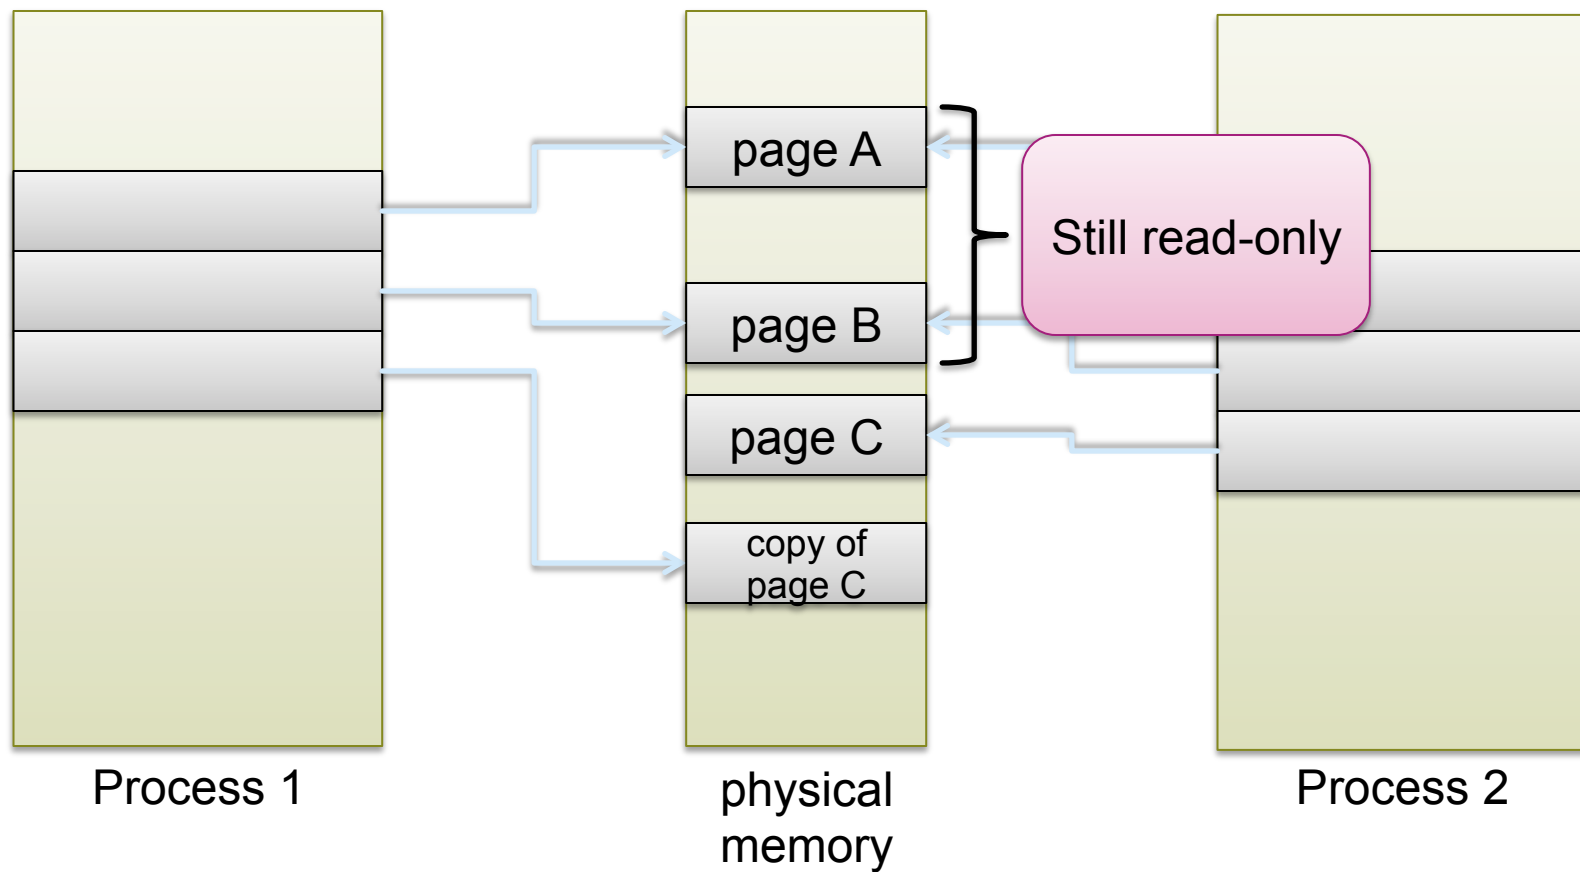 page A
Still read-only
page B
page C
copy of
page C
Process 1
physical
memory
Process 2